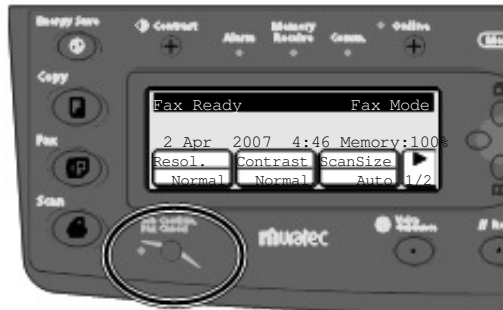 Energy Save
Contrast
Alarm
Memory
Receive
Comm.
Online
Copy
Fax Ready Fax Mode
2 Apr 2007 4:46 Memory:100%
Resol. Contrast ScanSize
Normal Normal Auto 1/2
Fax
Scan
muratec